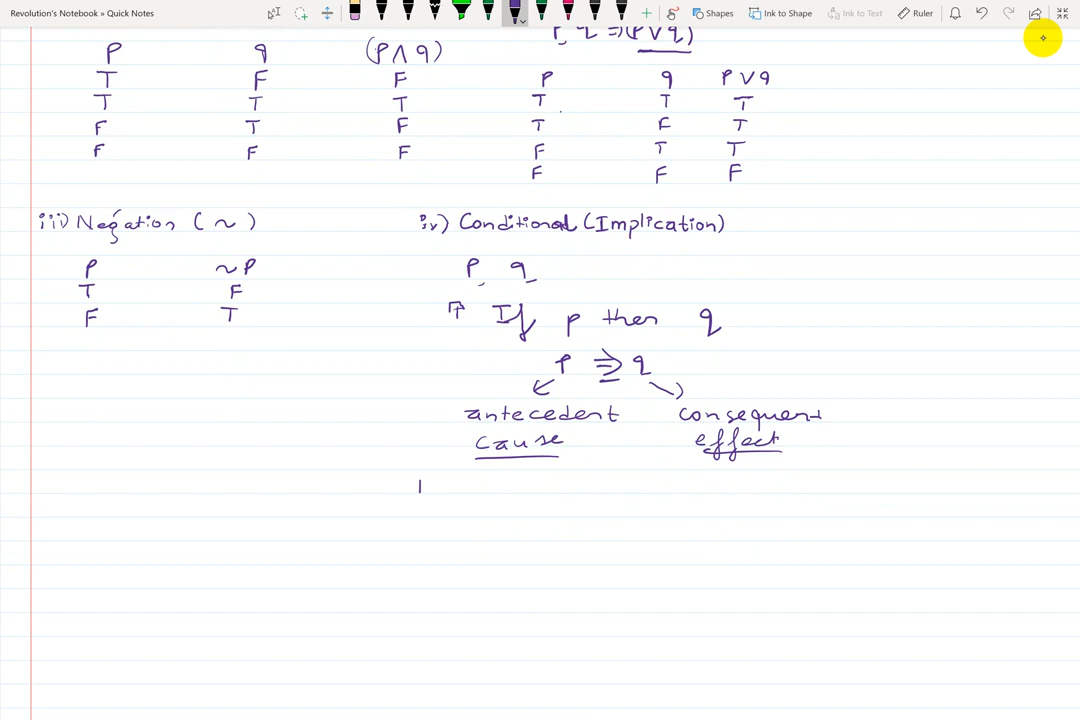 Revolution's Notebook » Quick Notes
Shapes Ink to Shape Ink to Text Ruler
q ⇒ (P ∨ q)
P q (P ∧ q)
T F F
T T T
F T F
F F F
P q P ∨ q
T T T
T F T
F T T
F F F
iii) Negation ( ~ )
P ~P
T F
F T
iv) Conditional (Implication)
P, q
If p then q
P ⇒ q
antecedent consequent
cause effect